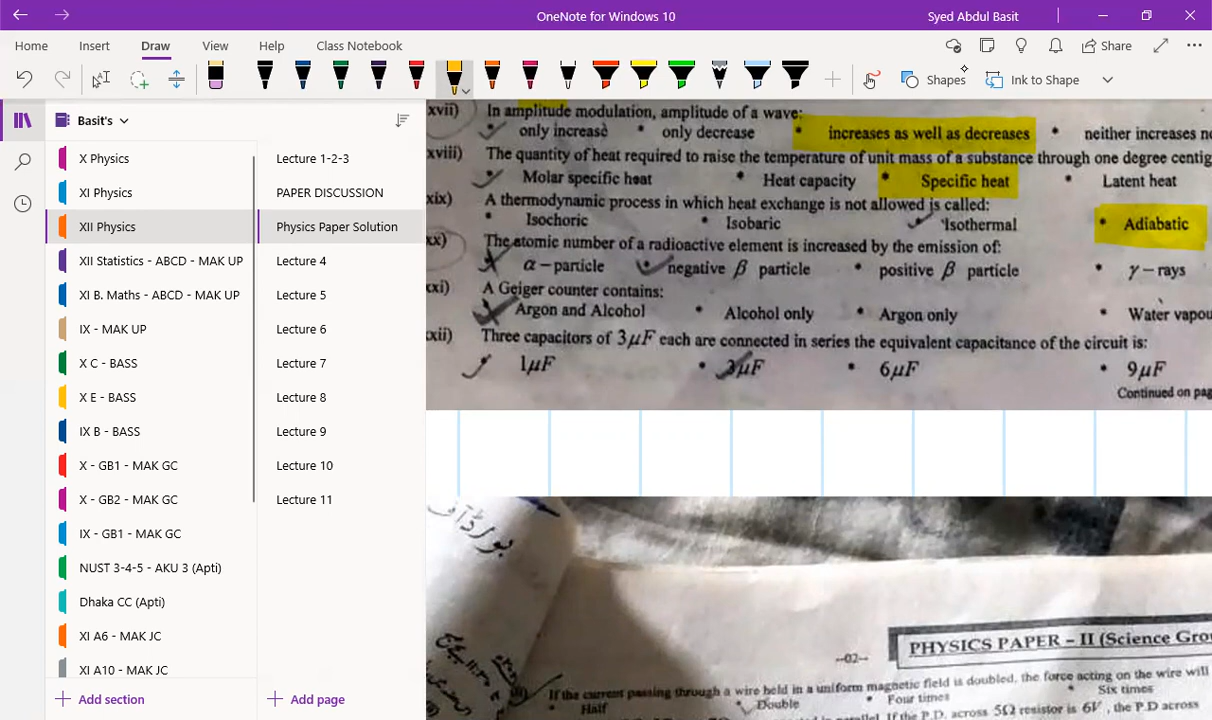 OneNote for Windows 10
Syed Abdul Basit
Home
Insert
Draw
View
Help
Class Notebook
Share
Shapes
Ink to Shape
Basit's
X Physics
XI Physics
XII Physics
XII Statistics - ABCD - MAK UP
XI B. Maths - ABCD - MAK UP
IX - MAK UP
X C - BASS
X E - BASS
IX B - BASS
X - GB1 - MAK GC
X - GB2 - MAK GC
IX - GB1 - MAK GC
NUST 3-4-5 - AKU 3 (Apti)
Dhaka CC (Apti)
XI A6 - MAK JC
XI A10 - MAK JC
Add section
Lecture 1-2-3
PAPER DISCUSSION
Physics Paper Solution
Lecture 4
Lecture 5
Lecture 6
Lecture 7
Lecture 8
Lecture 9
Lecture 10
Lecture 11
Add page
xvii) In amplitude modulation, amplitude of a wave:
only increase • only decrease • increases as well as decreases • neither increases
xviii) The quantity of heat required to raise the temperature of unit mass of a substance through one degree
Molar specific heat • Heat capacity • Specific heat • Latent heat
xix) A thermodynamic process in which heat exchange is not allowed is called:
• Isochoric • Isobaric Isothermal • Adiabatic
xx) The atomic number of a radioactive element is increased by the emission of:
α – particle negative β particle • positive β particle • γ – rays
xxi) A Geiger counter contains:
Argon and Alcohol • Alcohol only • Argon only • Water
xxii) Three capacitors of 3μF each are connected in series the equivalent capacitance of the circuit is:
1μF • 3μF • 6μF • 9μF
Continued on
بورڈ آف
PHYSICS PAPER – II (Science
--02--
If the current passing through a wire held in a uniform magnetic field is doubled, the force acting on the wire will
• Half Double • Four times • Six times
If the P.D. across 5Ω resistor is 6V, the P.D across